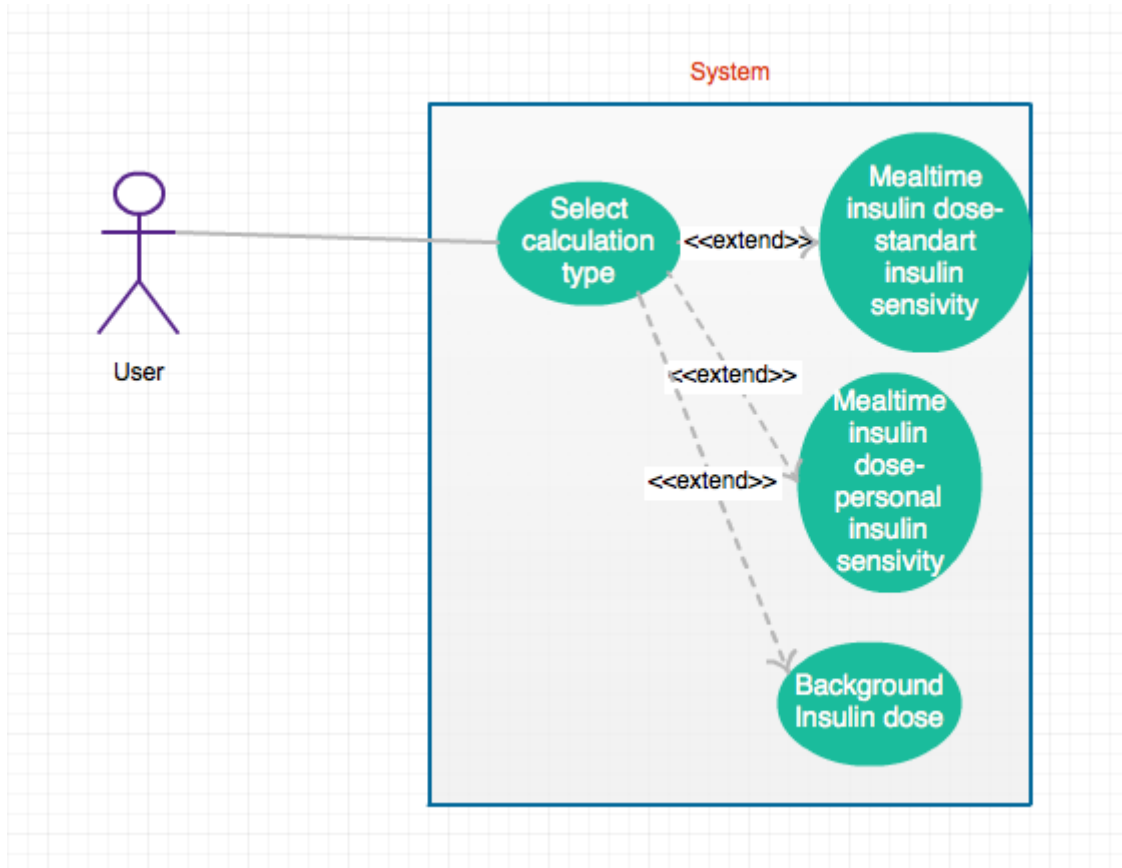 System
Select
calculation
type
<<extend>>
Mealtime
insulin dose-
standart
insulin
sensivity
User
<<extend>>
Mealtime
insulin
dose-
personal
insulin
sensivity
<<extend>>
Background
Insulin dose